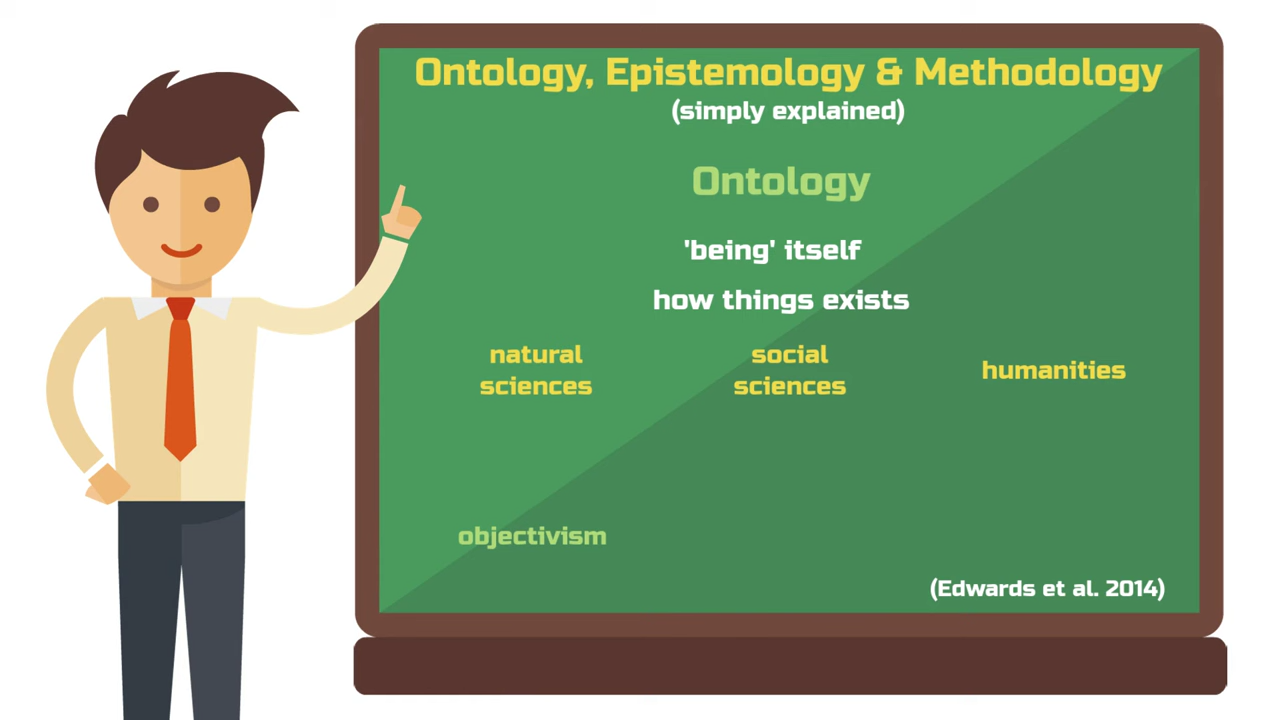 Ontology, Epistemology & Methodology
(simply explained)
Ontology
'being' itself
how things exists
natural
sciences
social
sciences
humanities
objectivism
(Edwards et al. 2014)